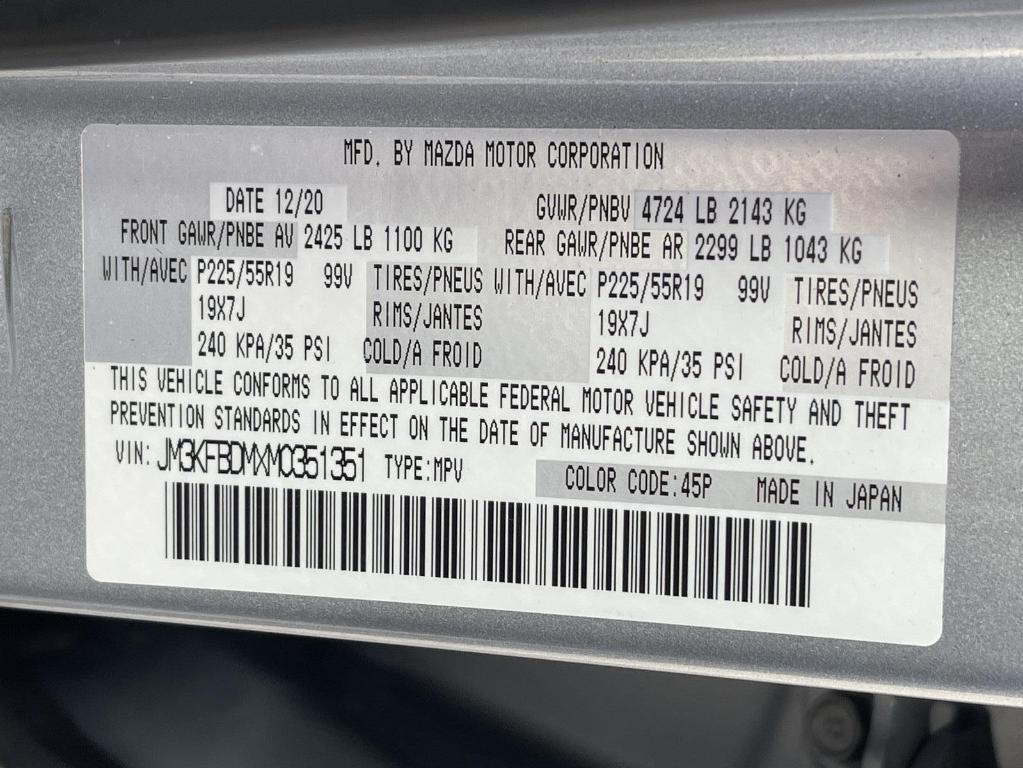 MFD. BY MAZDA MOTOR CORPORATION
DATE 12/20 GVWR/PNBV 4724 LB 2143 KG
FRONT GAWR/PNBE AV 2425 LB 1100 KG REAR GAWR/PNBE AR 2299 LB 1043 KG
WITH/AVEC P225/55R19 99V TIRES/PNEUS WITH/AVEC P225/55R19 99V TIRES/PNEUS
19X7J RIMS/JANTES 19X7J RIMS/JANTES
240 KPA/35 PSI COLD/A FROID 240 KPA/35 PSI COLD/A FROID
THIS VEHICLE CONFORMS TO ALL APPLICABLE FEDERAL MOTOR VEHICLE SAFETY AND THEFT
PREVENTION STANDARDS IN EFFECT ON THE DATE OF MANUFACTURE SHOWN ABOVE.
VIN: JM3KFBDMXM0351351 TYPE:MPV COLOR CODE:45P MADE IN JAPAN